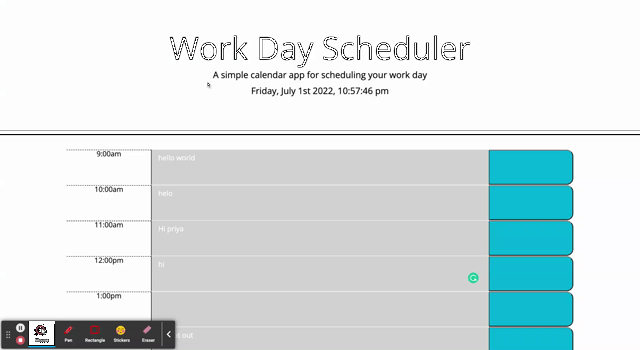 Work Day Scheduler
A simple calendar app for scheduling your work day
Friday, July 1st 2022, 10:57:46 pm
9:00am
hello world
10:00am
helo
11:00am
Hi priya
12:00pm
hi
1:00pm
out
Pen
Rectangle
Stickers
Eraser